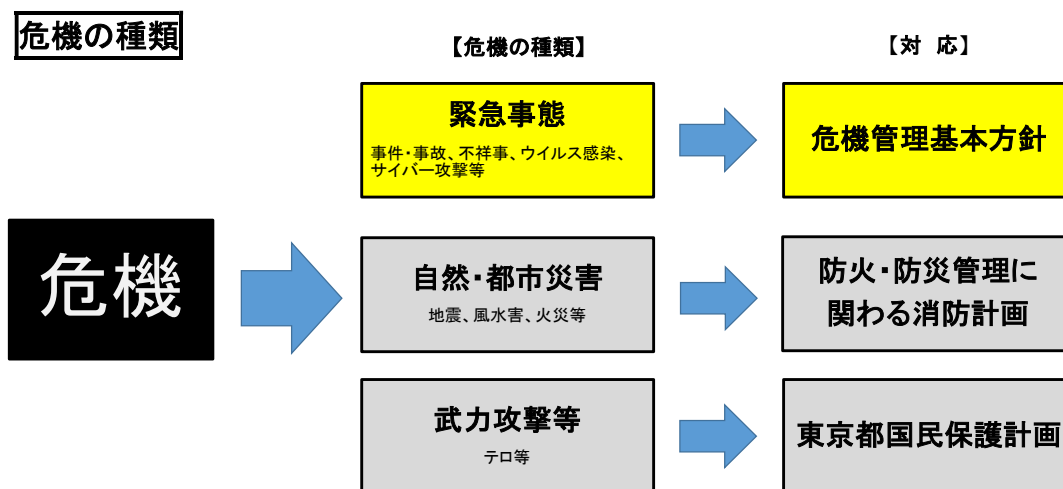 危機の種類
【危機の種類】
【対 応】
緊急事態
事件・事故、不祥事、ウイルス感染、
サイバー攻撃等
危機管理基本方針
危機
自然・都市災害
地震、風水害、火災等
防火・防災管理に
関わる消防計画
武力攻撃等
テロ等
東京都国民保護計画